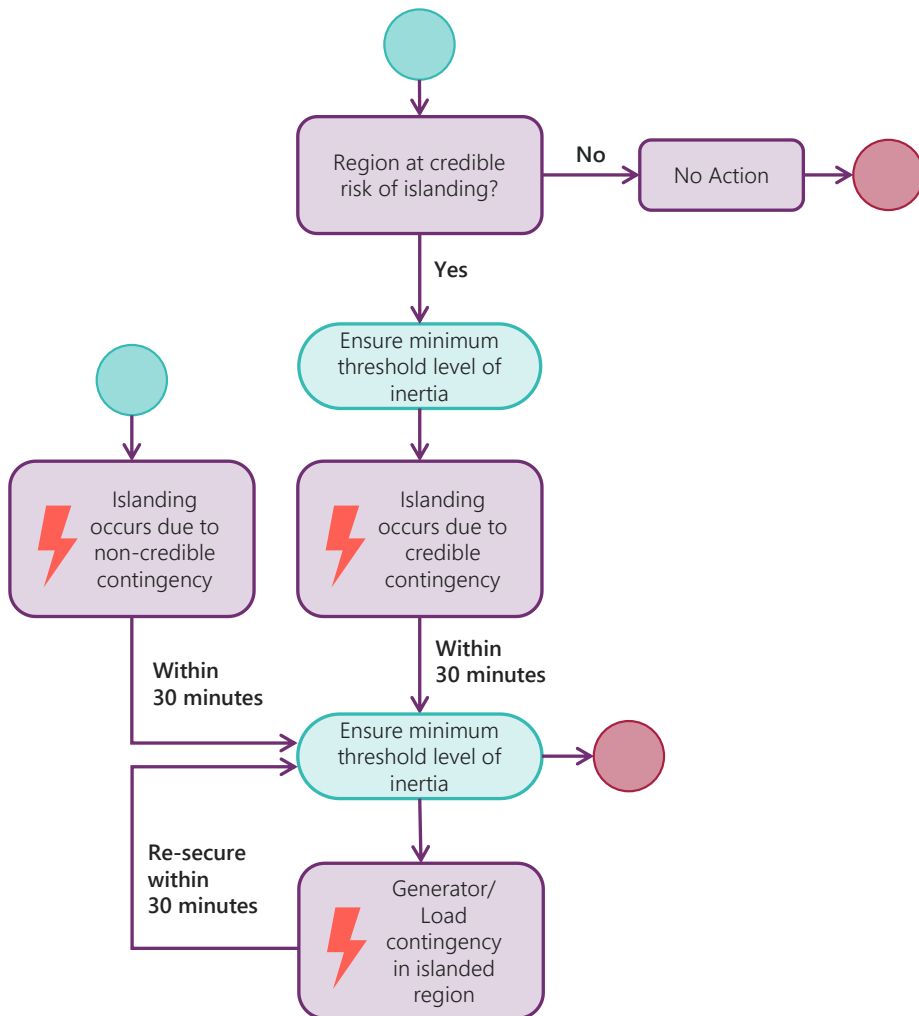 Region at credible
risk of islanding?
No
No Action
Yes
Ensure minimum
threshold level of
inertia
Islanding
occurs due to
non-credible
contingency
Islanding
occurs due to
credible
contingency
Within
30 minutes
Within
30 minutes
Ensure minimum
threshold level of
inertia
Re-secure
within
30 minutes
Generator/
Load
contingency
in islanded
region